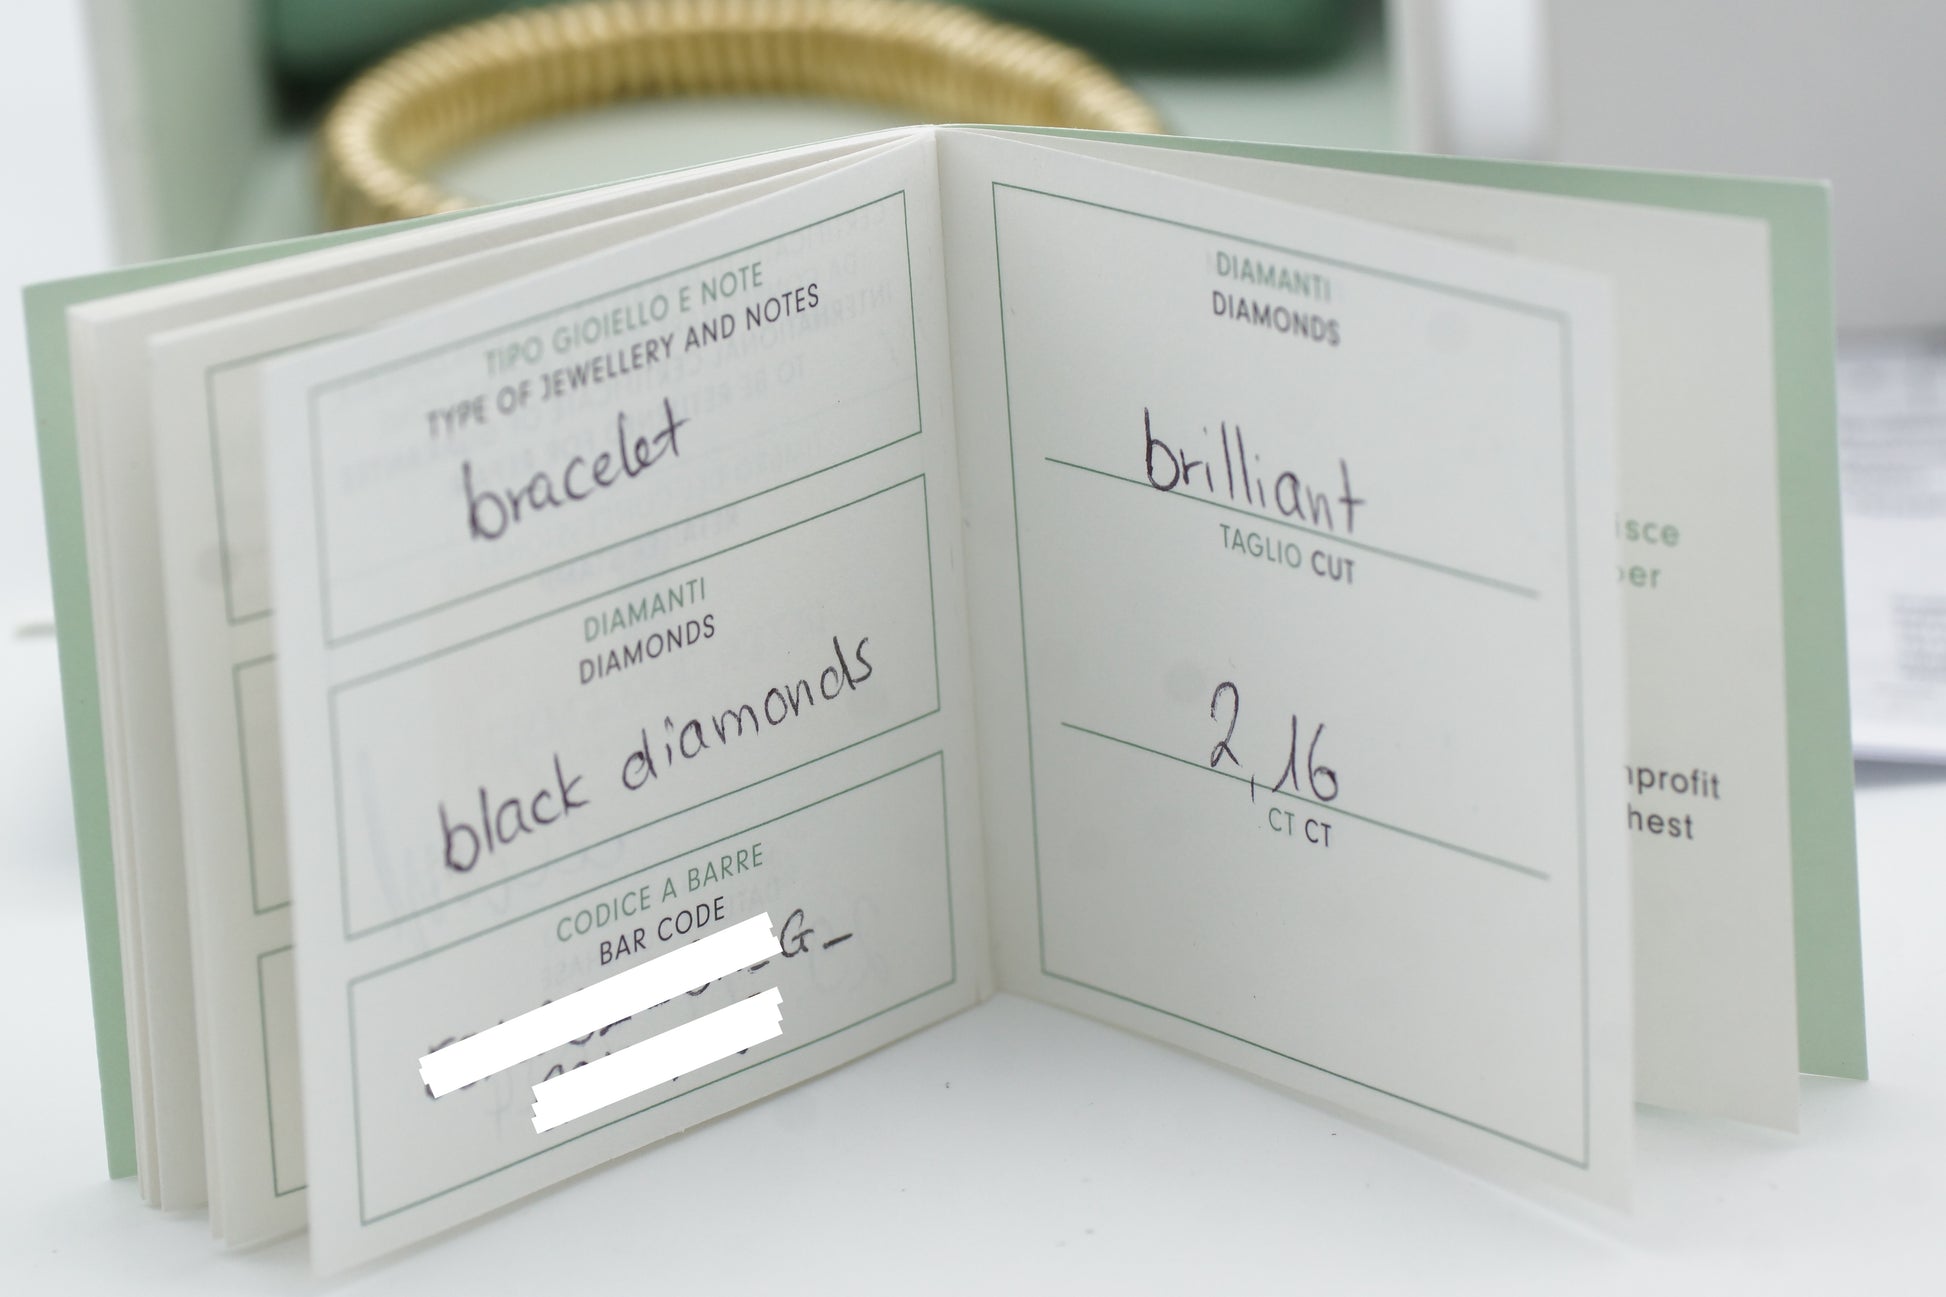 TIPO GIOIELLO E NOTE
TYPE OF JEWELLERY AND NOTES
bracelet
DIAMANTI
DIAMONDS
black diamonds
CODICE A BARRE
BAR CODE
G_
DIAMANTI
DIAMONDS
brilliant
TAGLIO CUT
2,16
CT CT
isce
per
nprofit
hest